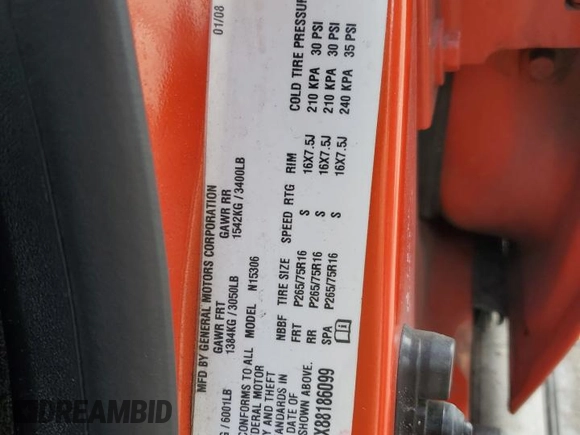 MFD BY GENERAL MOTORS CORPORATION 01/08
GAWR FRT GAWR RR
1384KG / 3050LB 1542KG / 3400LB
G / 6001LB
CONFORMS TO ALL MODEL N15306
DERAL MOTOR
Y AND THEFT
ANDARDS IN
DATE OF
SHOWN ABOVE.
X88186099
COLD TIRE PRESSURE
NBBF TIRE SIZE SPEED RTG RIM
FRT P265/75R16 S 16X7.5J 210 KPA 30 PSI
RR P265/75R16 S 16X7.5J 210 KPA 30 PSI
SPA P265/75R16 S 16X7.5J 240 KPA 35 PSI
DREAMBID